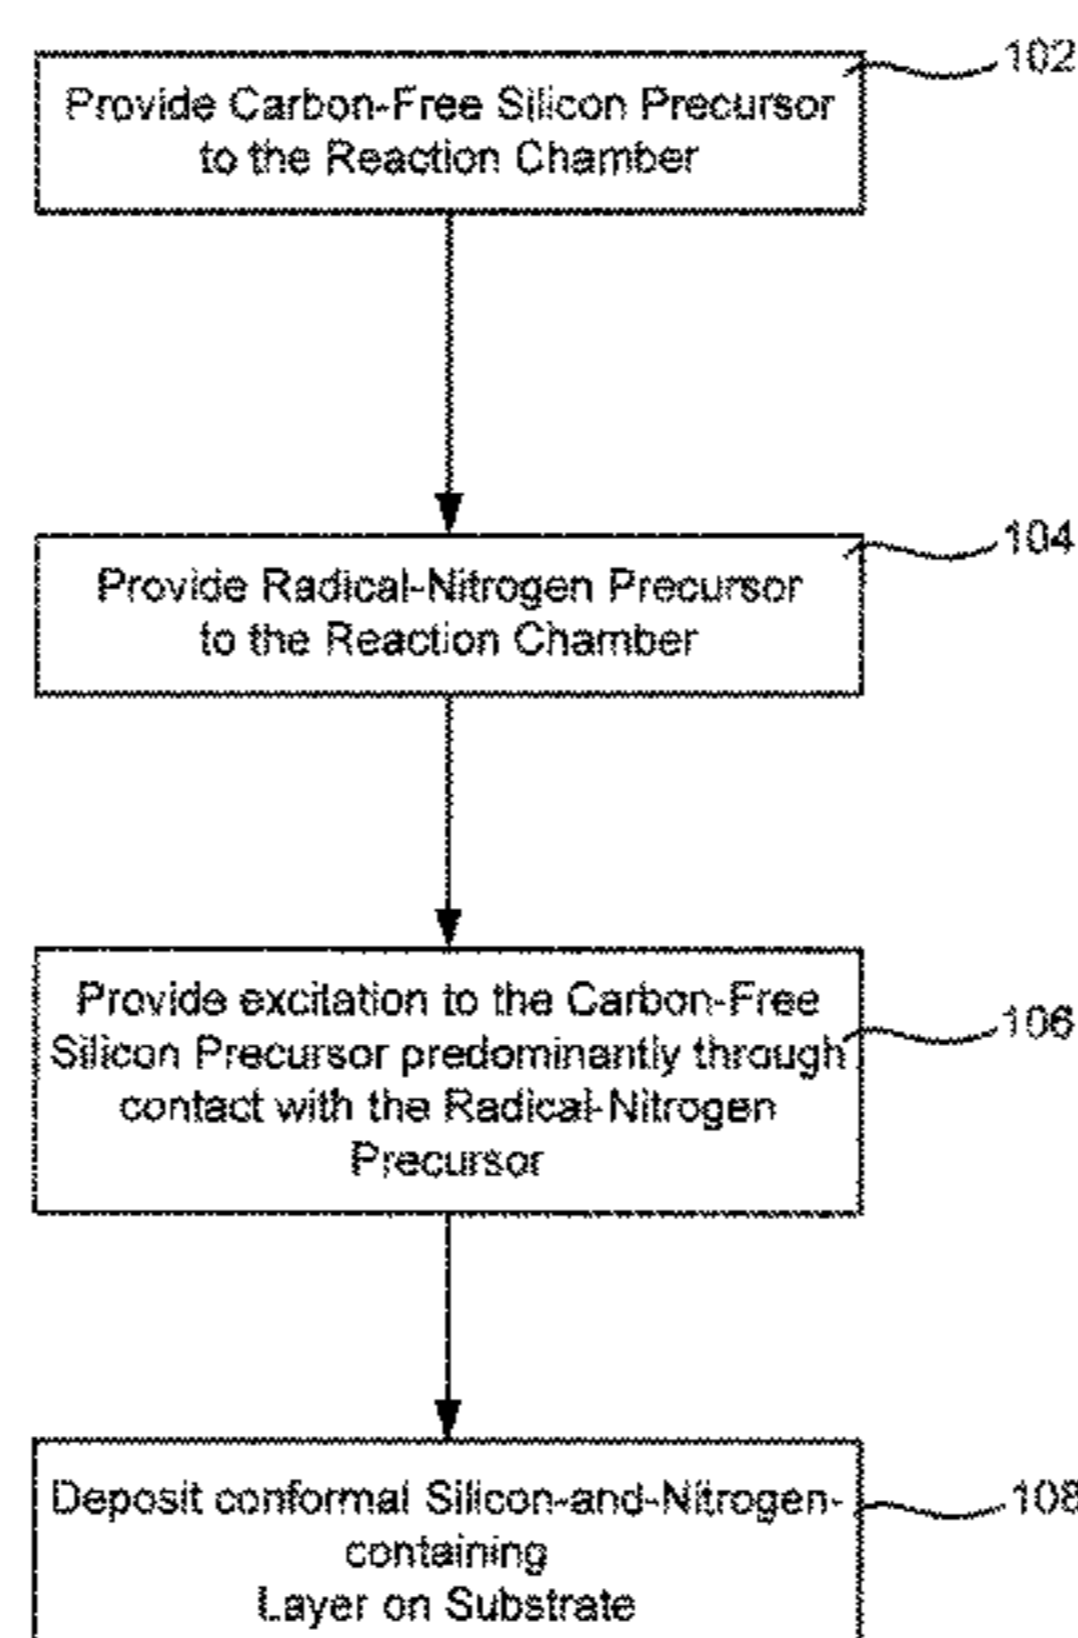 102
Provide Carbon-Free Silicon Precursor
to the Reaction Chamber
104
Provide Radical-Nitrogen Precursor
to the Reaction Chamber
106
Provide excitation to the Carbon-Free
Silicon Precursor predominantly through
contact with the Radical-Nitrogen
Precursor
108
Deposit conformal Silicon-and-Nitrogen-
containing
Layer on Substrate